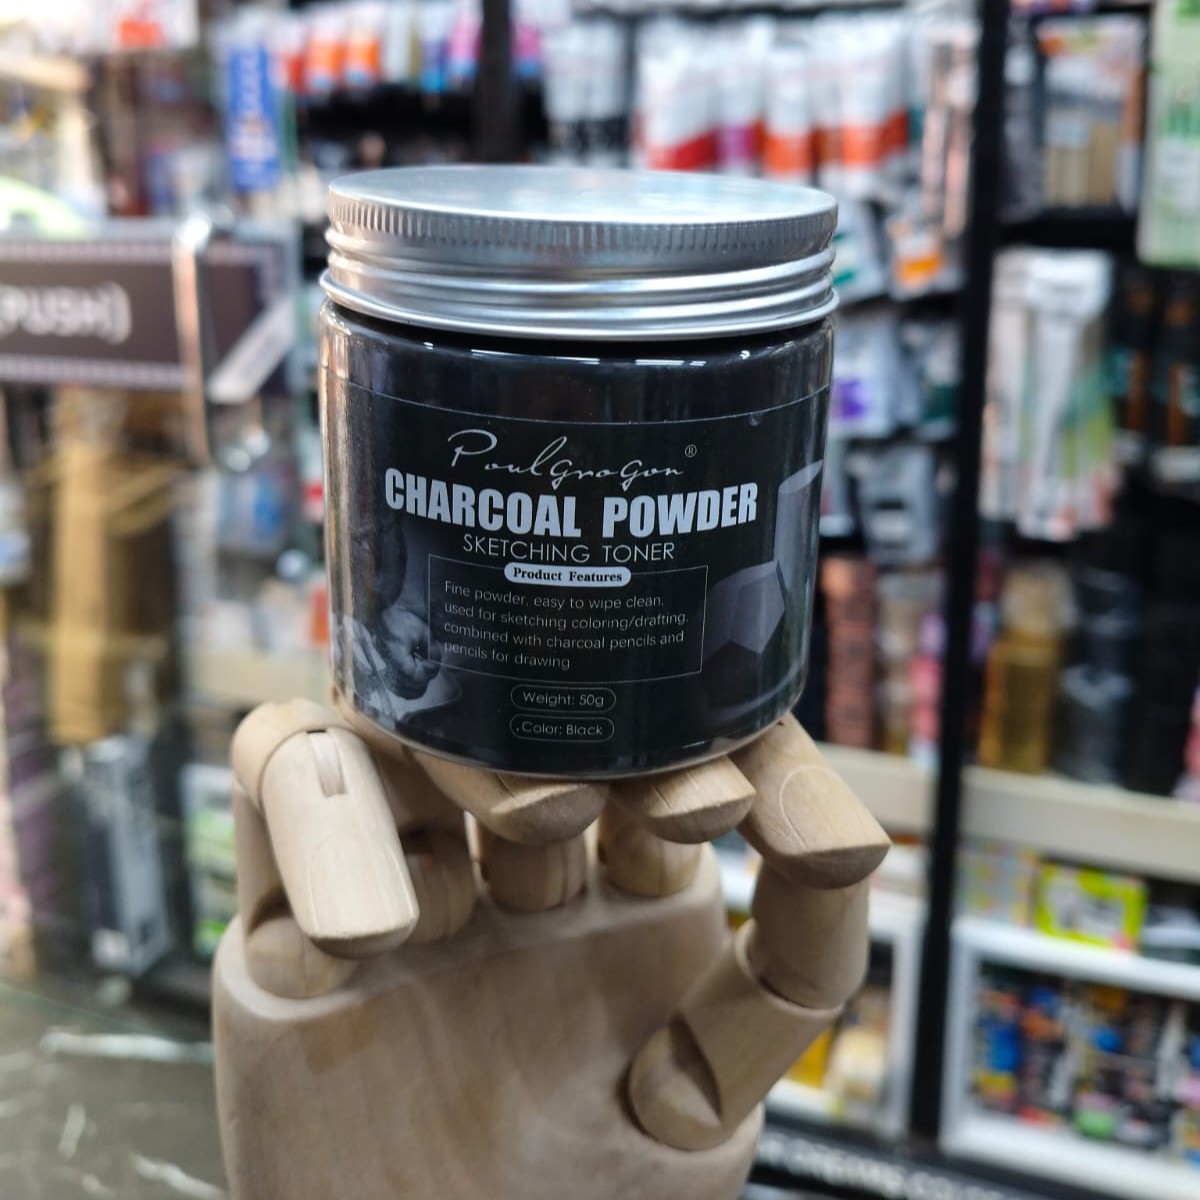 (PUSH)
PoulGroGon®
CHARCOAL POWDER
SKETCHING TONER
Product Features
Fine powder, easy to wipe clean,
used for sketching coloring/drafting,
combined with charcoal pencils and
pencils for drawing
Weight: 50g
Color: Black